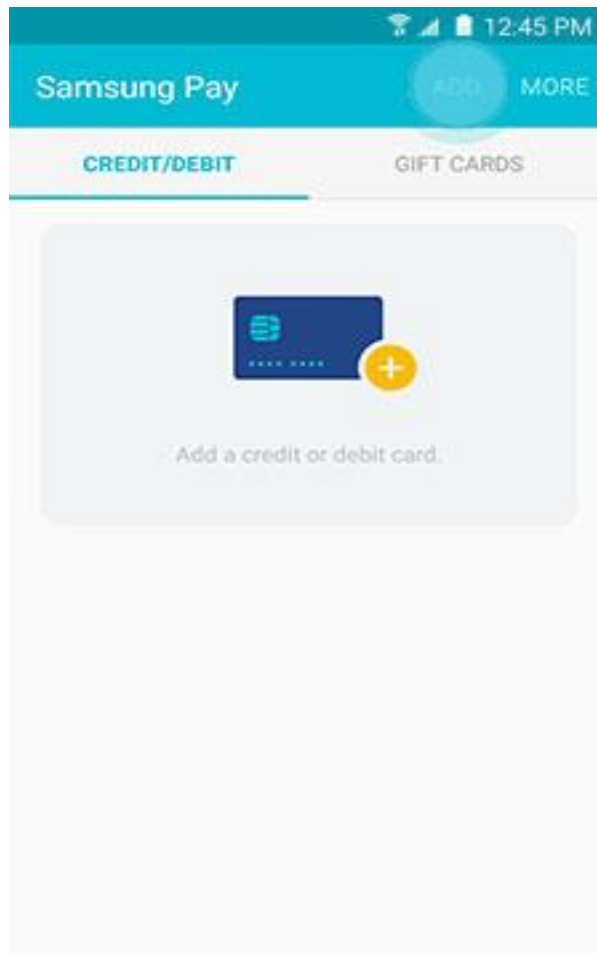 12:45 PM
Samsung Pay ADD MORE
CREDIT/DEBIT GIFT CARDS
Add a credit or debit card.